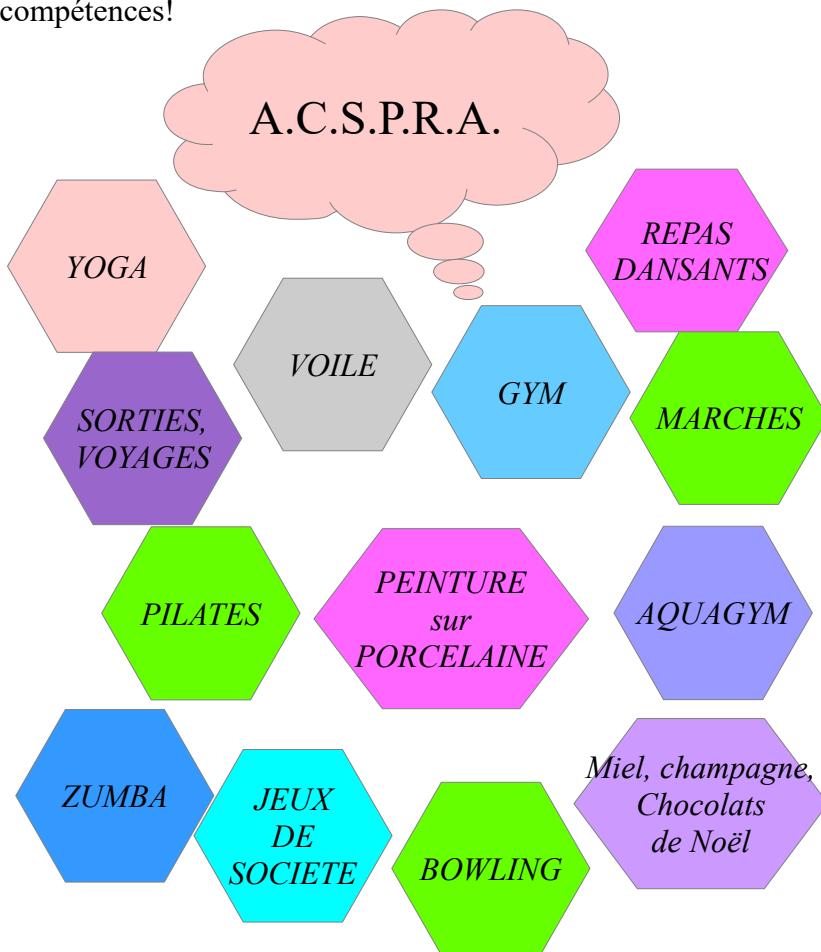 compétences!
A.C.S.P.R.A.
YOGA
REPAS
DANSANTS
VOILE
GYM
MARCHES
SORTIES,
VOYAGES
PILATES
PEINTURE
sur
PORCELAINE
AQUAGYM
ZUMBA
JEUX
DE
SOCIETE
BOWLING
Miel, champagne,
Chocolats
de Noël